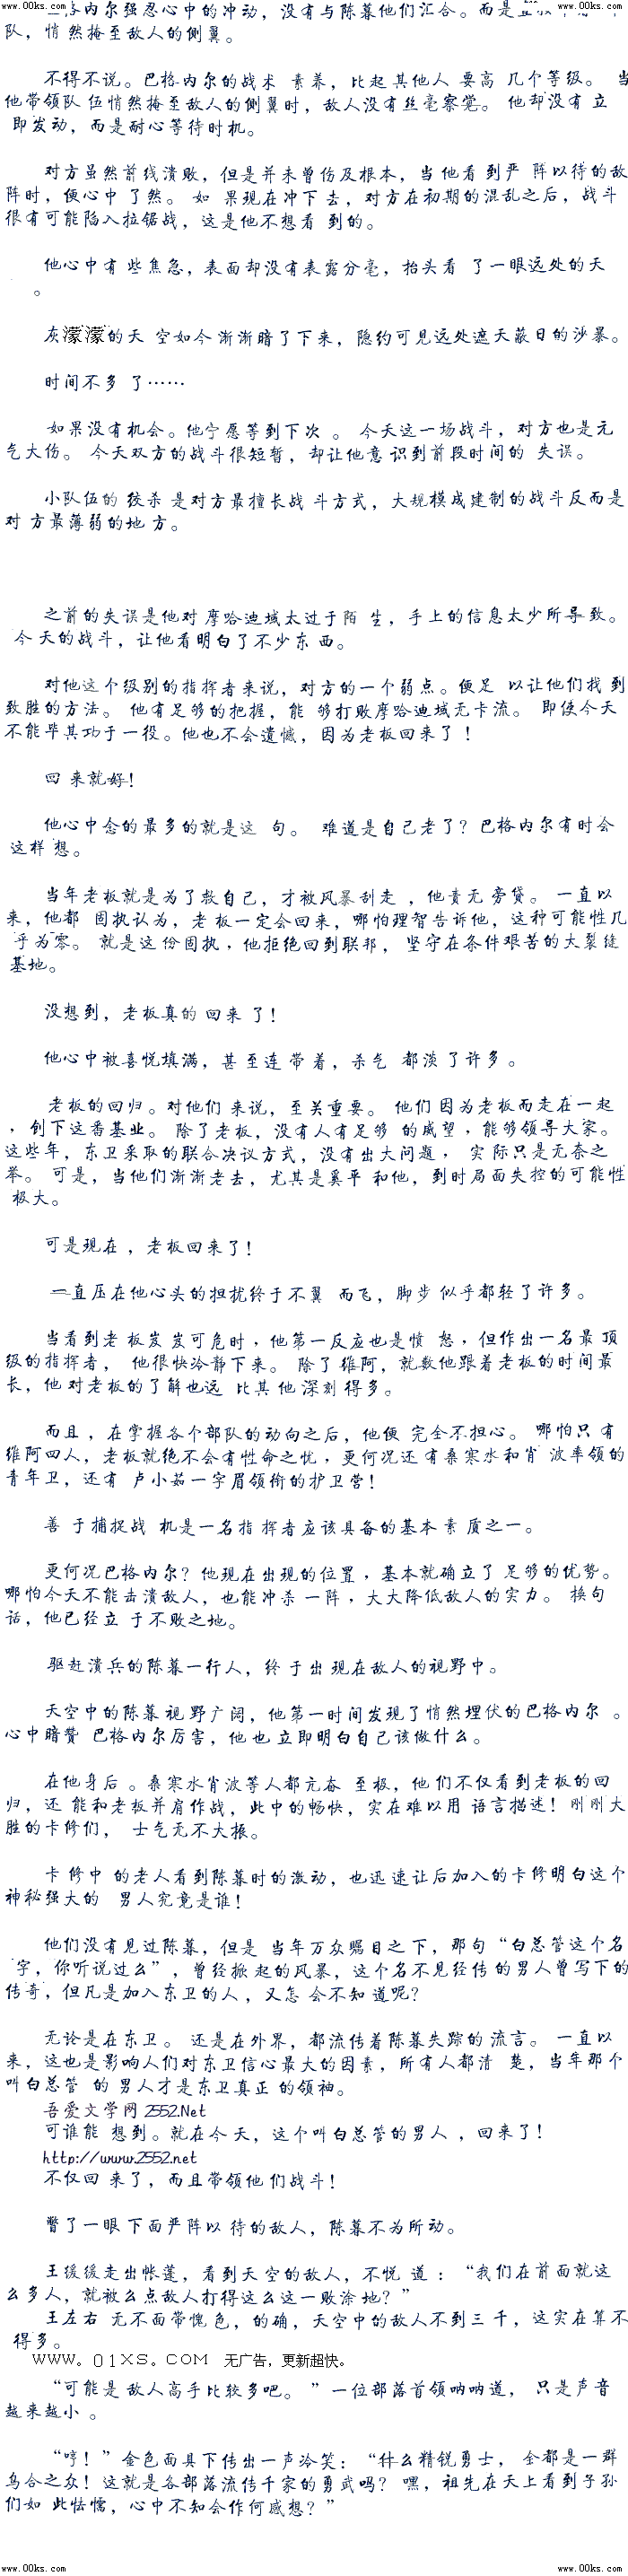 www.00ks.com www.00ks.com
格内尔强忍心中的冲动，没有与陈暮他们汇合。而是
队，悄然掩至敌人的侧翼。
不得不说。巴格内尔的战术 素养，比起其他人 要高 几个等级。 当
他带领队 伍悄然掩至敌人的侧翼时，敌人没有丝毫察觉。 他却没有立
即发动，而是耐心等待时机。
对方虽然前线溃败，但是并未曾伤及根本，当他看到严 阵以待的敌
阵时，便心中了然。 如 果现在冲下去，对方在初期的混乱之后，战斗
很有可能陷入拉锯战，这是他不想看 到的。
他心中有些焦急，表面却没有表露分毫，抬头看 了一眼远处的天
。
灰濛濛的天 空如今渐渐暗了下来，隐约可见远处遮天蔽日的沙暴。
时间不多 了……
如果没有机会。他宁愿等到下次 。 今天这一场战斗，对方也是元
气大伤。 今天双方的战斗很短暂，却让他意识到前段时间的 失误。
小队伍的 绞杀 是对方最擅长战 斗方式，大规模成建制的战斗反而是
对 方最薄弱的地 方。
之前的失误是他对 摩哈迪域太过于陌 生，手上的信息太少所导致。
今天的战斗，让他看明白了不少东 西。
对他这个级别的指挥者来说，对方的一个弱点。便足 以让他们找 到
致胜的方法。 他有足够的把握，能 够打败摩哈迪域无卡流。 即使今天
不能毕其功于一役。他也不会遗憾，因为老板回来了！
回 来就好！
他心中念的最多的就是这 句。 难道是自己老了？巴格内尔有时会
这样 想。
当年老板就是为了救自己，才被风暴刮走 ，他责无旁贷。 一直以
来，他都 固执认为，老板一定会回来，哪怕理智告诉他，这种可能性几
乎为零。 就是这份固执，他拒绝回到联邦， 坚守在条件艰苦的大裂缝
基地。
没想到，老板真的 回来 了！
他心中被喜悦填满，甚至连 带着，杀气 都淡 了许多。
老板的回归。对他们 来说，至关重要。 他们因为老板而走在一起
，创下这番基业。 除了老板，没有人有足够 的威望，能够领导大家。
这些年，东卫采取的联合决议方式，没有出大问题， 实际只是无奈之
举。 可是，当他们渐渐老去，尤其是奚平 和他，到时局面失控的可能性
极大。
可是现在 ，老板回来了！
一直压在他心头的担扰终于不翼 而飞，脚步 似乎都轻了许多。
当看到老板岌岌可危时，他第一反应也是愤 怒，但作出一名最 顶
级的指挥者， 他很快冷静下来。 除了维阿，就数他跟着老板的时间最
长，他对老板的了解也远 比其他深刻得多。
而且，在掌握各个部队的动向之后，他便 完全不担心。 哪怕只有
维阿四人，老板就绝不会有性命之忧，更何况还有桑寒水和肖 波率领的
青年卫，还有 卢小茹一字眉领衔的护卫营！
善 于捕捉战 机是一名指挥者应该具备的基本素质之一。
更何况巴格内尔？他现在出现的位置，基本就确立了 足够的优势。
哪怕今天不能击溃敌人，也能冲杀一阵，大大降低敌人的实力。 换句
话，他已经立 于不败之地。
驱赶溃兵的陈暮一行人，终于出现在敌人的视野中。
天空中的陈暮视野广阔，他第一时间发现了悄然埋伏的巴格内尔 。
心中暗赞 巴格内尔厉害，他也立即明白自己该做什么。
在他身后 。桑寒水肖波等人都亢奋 至极，他们不仅看到老板的回
归，还 能和老板并肩作战，此中的畅快，实在难以用 语言描述！刚刚大
胜的卡修们， 士气无不大振。
卡修中 的老人看到陈暮时的激动，也迅速让后加入的卡修明白这个
神秘强大的 男人究竟是谁！
他们没有见过陈暮，但是 当年万众瞩目之下，那句“白总管这个名
字，你听说过么”，曾经掀起的风暴，这个名不见经传的男人曾写下的
传奇，但凡是加入东卫的人，又怎 会不知道呢？
无论是在东卫。 还是在外界，都流传着陈暮失踪的流言。 一直以
来，这也是影响人们对东卫信心最大的因素，所有人都清 楚，当年那个
叫白总管 的 男人才是东卫真正的领袖。
吾爱文学网 2552.Net
可谁能 想到。就在今天，这个叫白总管的男人 ，回来了！
http://www.2552.net
不仅回 来了，而且带领他们战斗！
瞥了一眼下面严阵以 待的敌人，陈暮不为所动。
王缓缓走出帐蓬，看到天空的敌人，不悦 道 ：“我们在前面就这
么多人，就被么点敌人打得这么这一败涂地？”
王左右 无不面带愧色，的确，天空中的敌人不到三千，这实在算不
得多。
WWW。01XS。COM 无广告，更新超快。
“可能是敌人高手比较多吧。”一位部落首领呐呐道， 只是声音
越来越小 。
“哼！”金色面具下传出一声冷笑：“什么精锐勇士， 全都是一群
乌合之众！这就是各部落流传千家的勇武吗？嘿，祖先在天上看到子孙
们如 此怯懦，心中不知会作何感想？”
www.00ks.com www.00ks.com